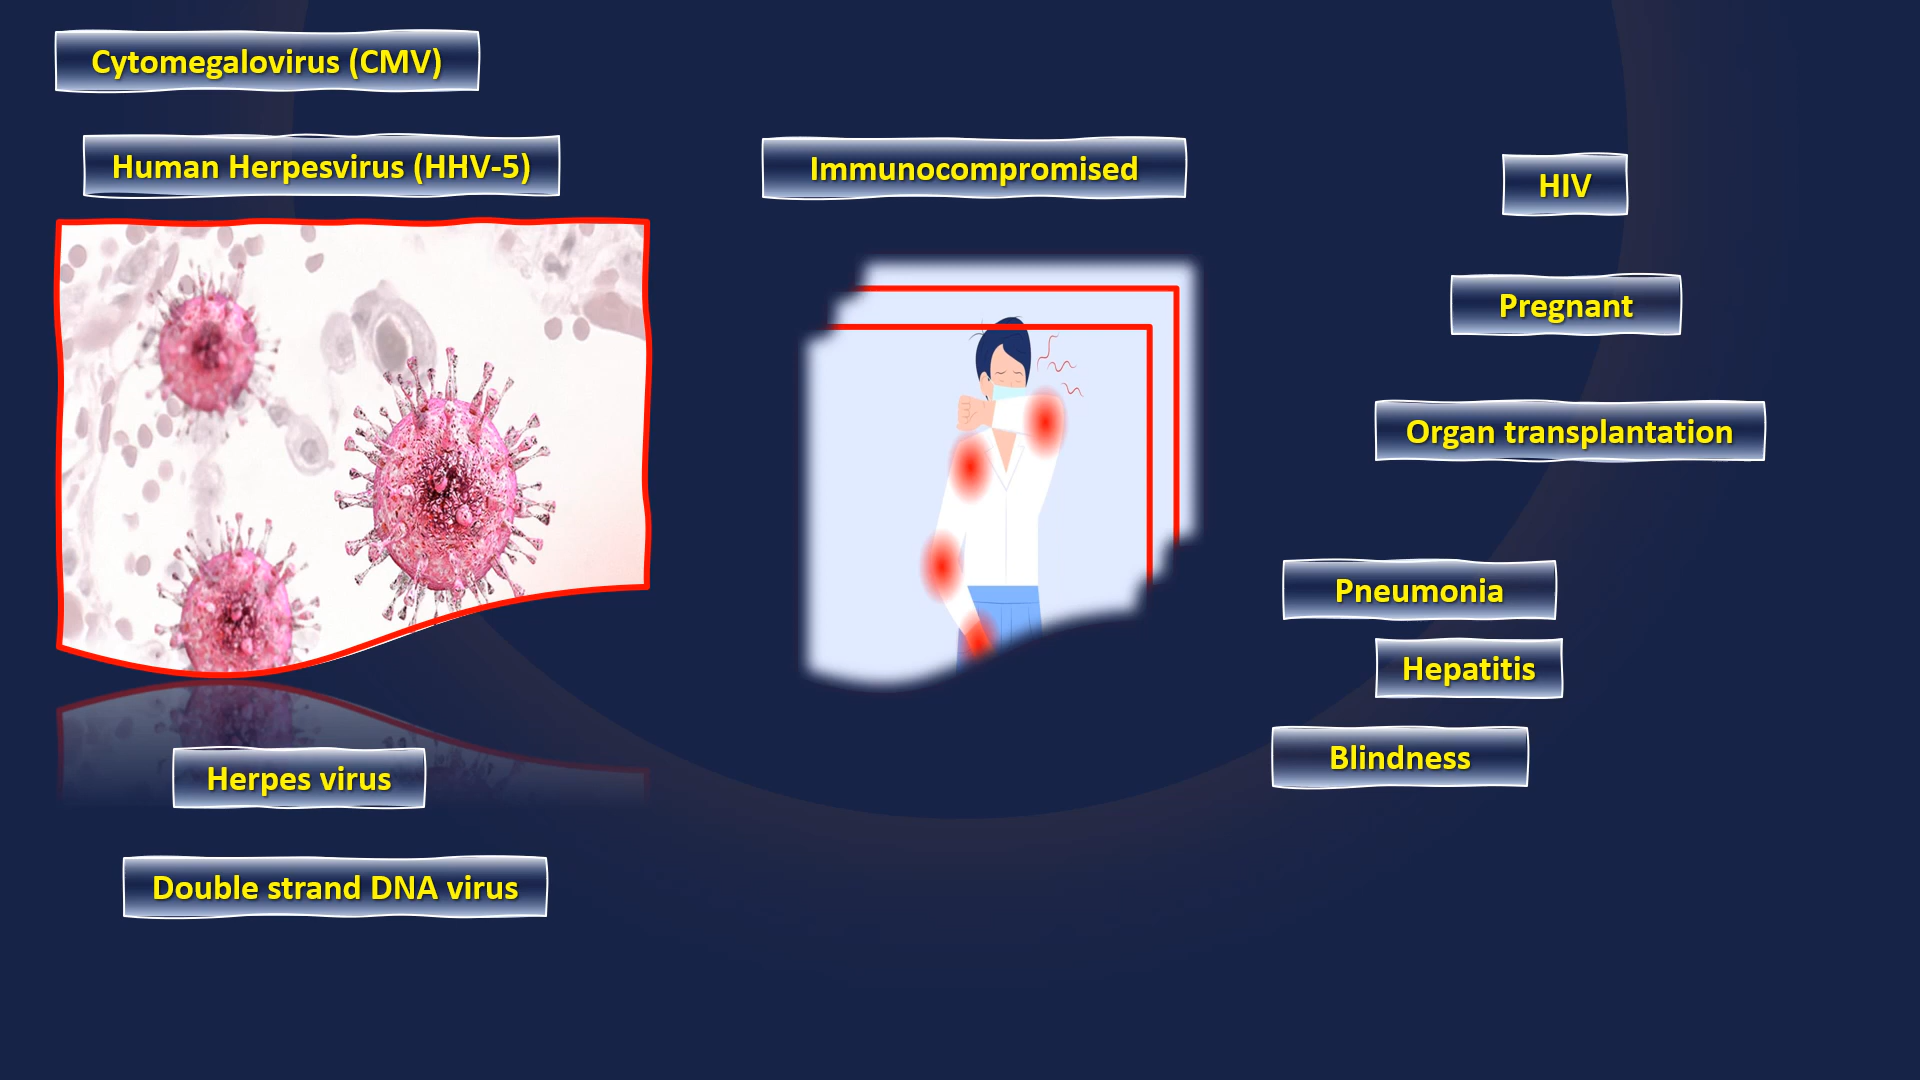 Cytomegalovirus (CMV)
Human Herpesvirus (HHV-5)
Herpes virus
Double strand DNA virus
Immunocompromised
HIV
Pregnant
Organ transplantation
Pneumonia
Hepatitis
Blindness